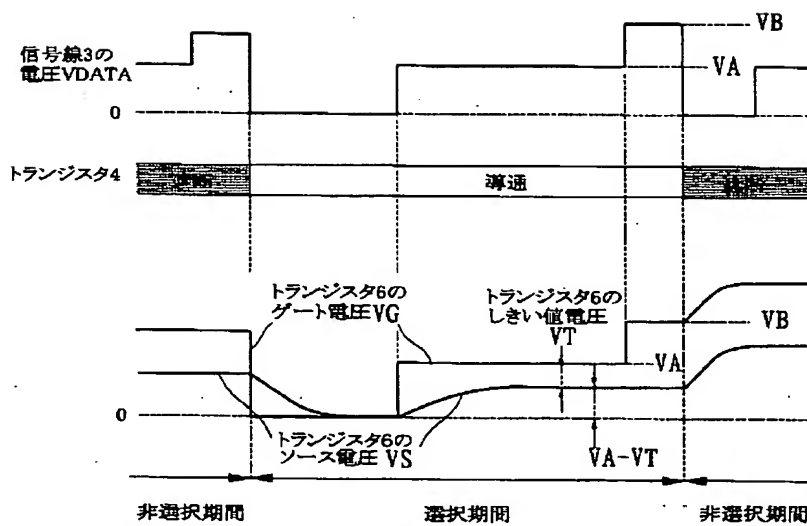 VB
信号線3の
電圧VDATA
VA
0
トランジスタ4
導通
トランジスタ6の
ゲート電圧VG
トランジスタ6の
しきい値電圧
VT
VB
VA
0
トランジスタ6の
ソース電圧 VS
VA-VT
非選択期間
選択期間
非選択期間